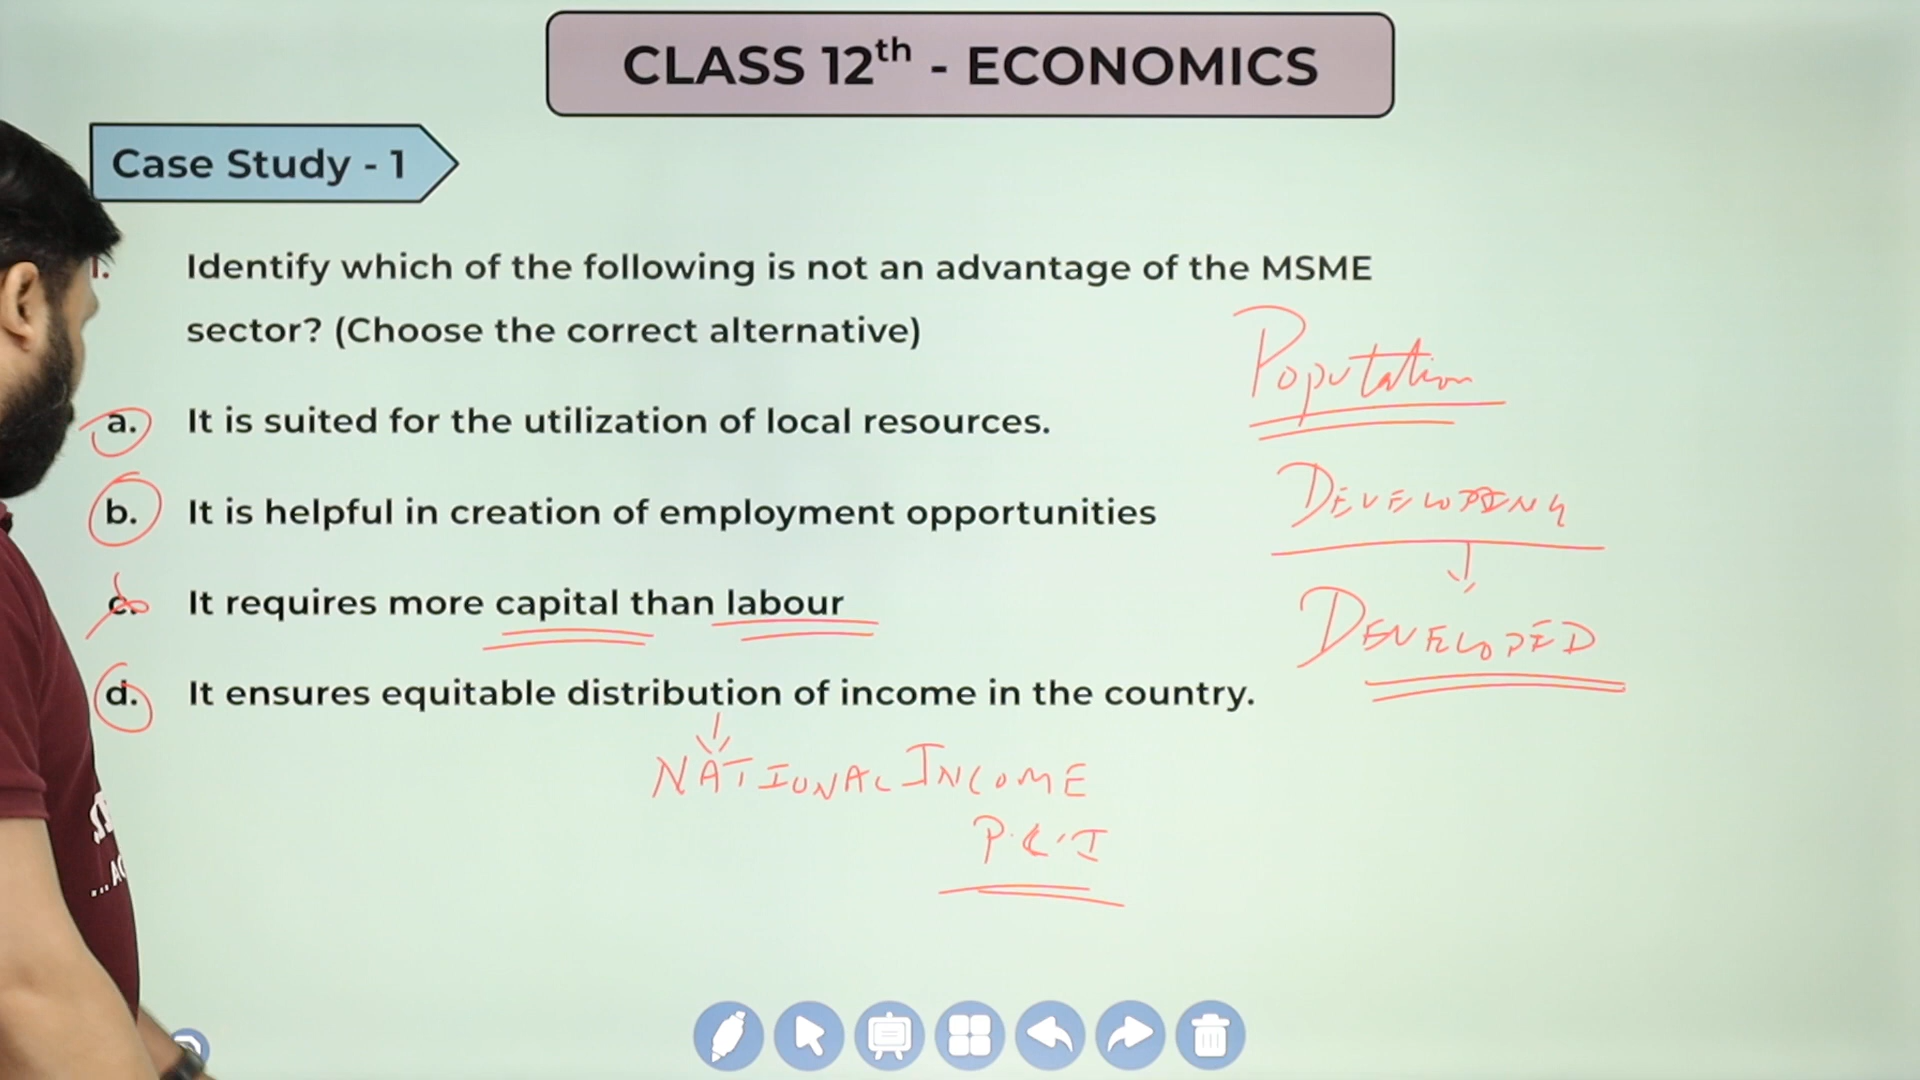 CLASS 12th - ECONOMICS
Case Study - 1
1. Identify which of the following is not an advantage of the MSME
sector? (Choose the correct alternative)
a. It is suited for the utilization of local resources.
b. It is helpful in creation of employment opportunities
c. It requires more capital than labour
d. It ensures equitable distribution of income in the country.
Population
DEVELOPING
DEVELOPED
NATIONAL INCOME
P.C.I